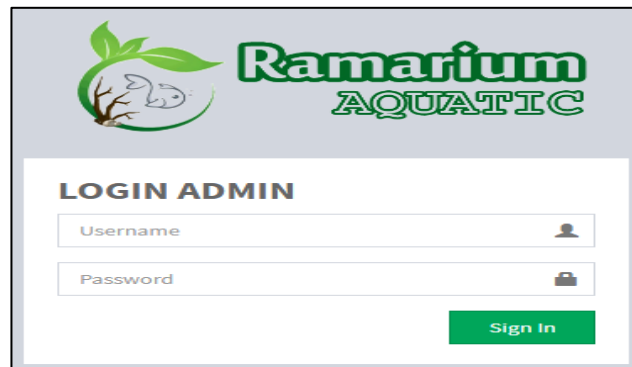 Ramarium
AQUATIC
LOGIN ADMIN
Username
Password
Sign In